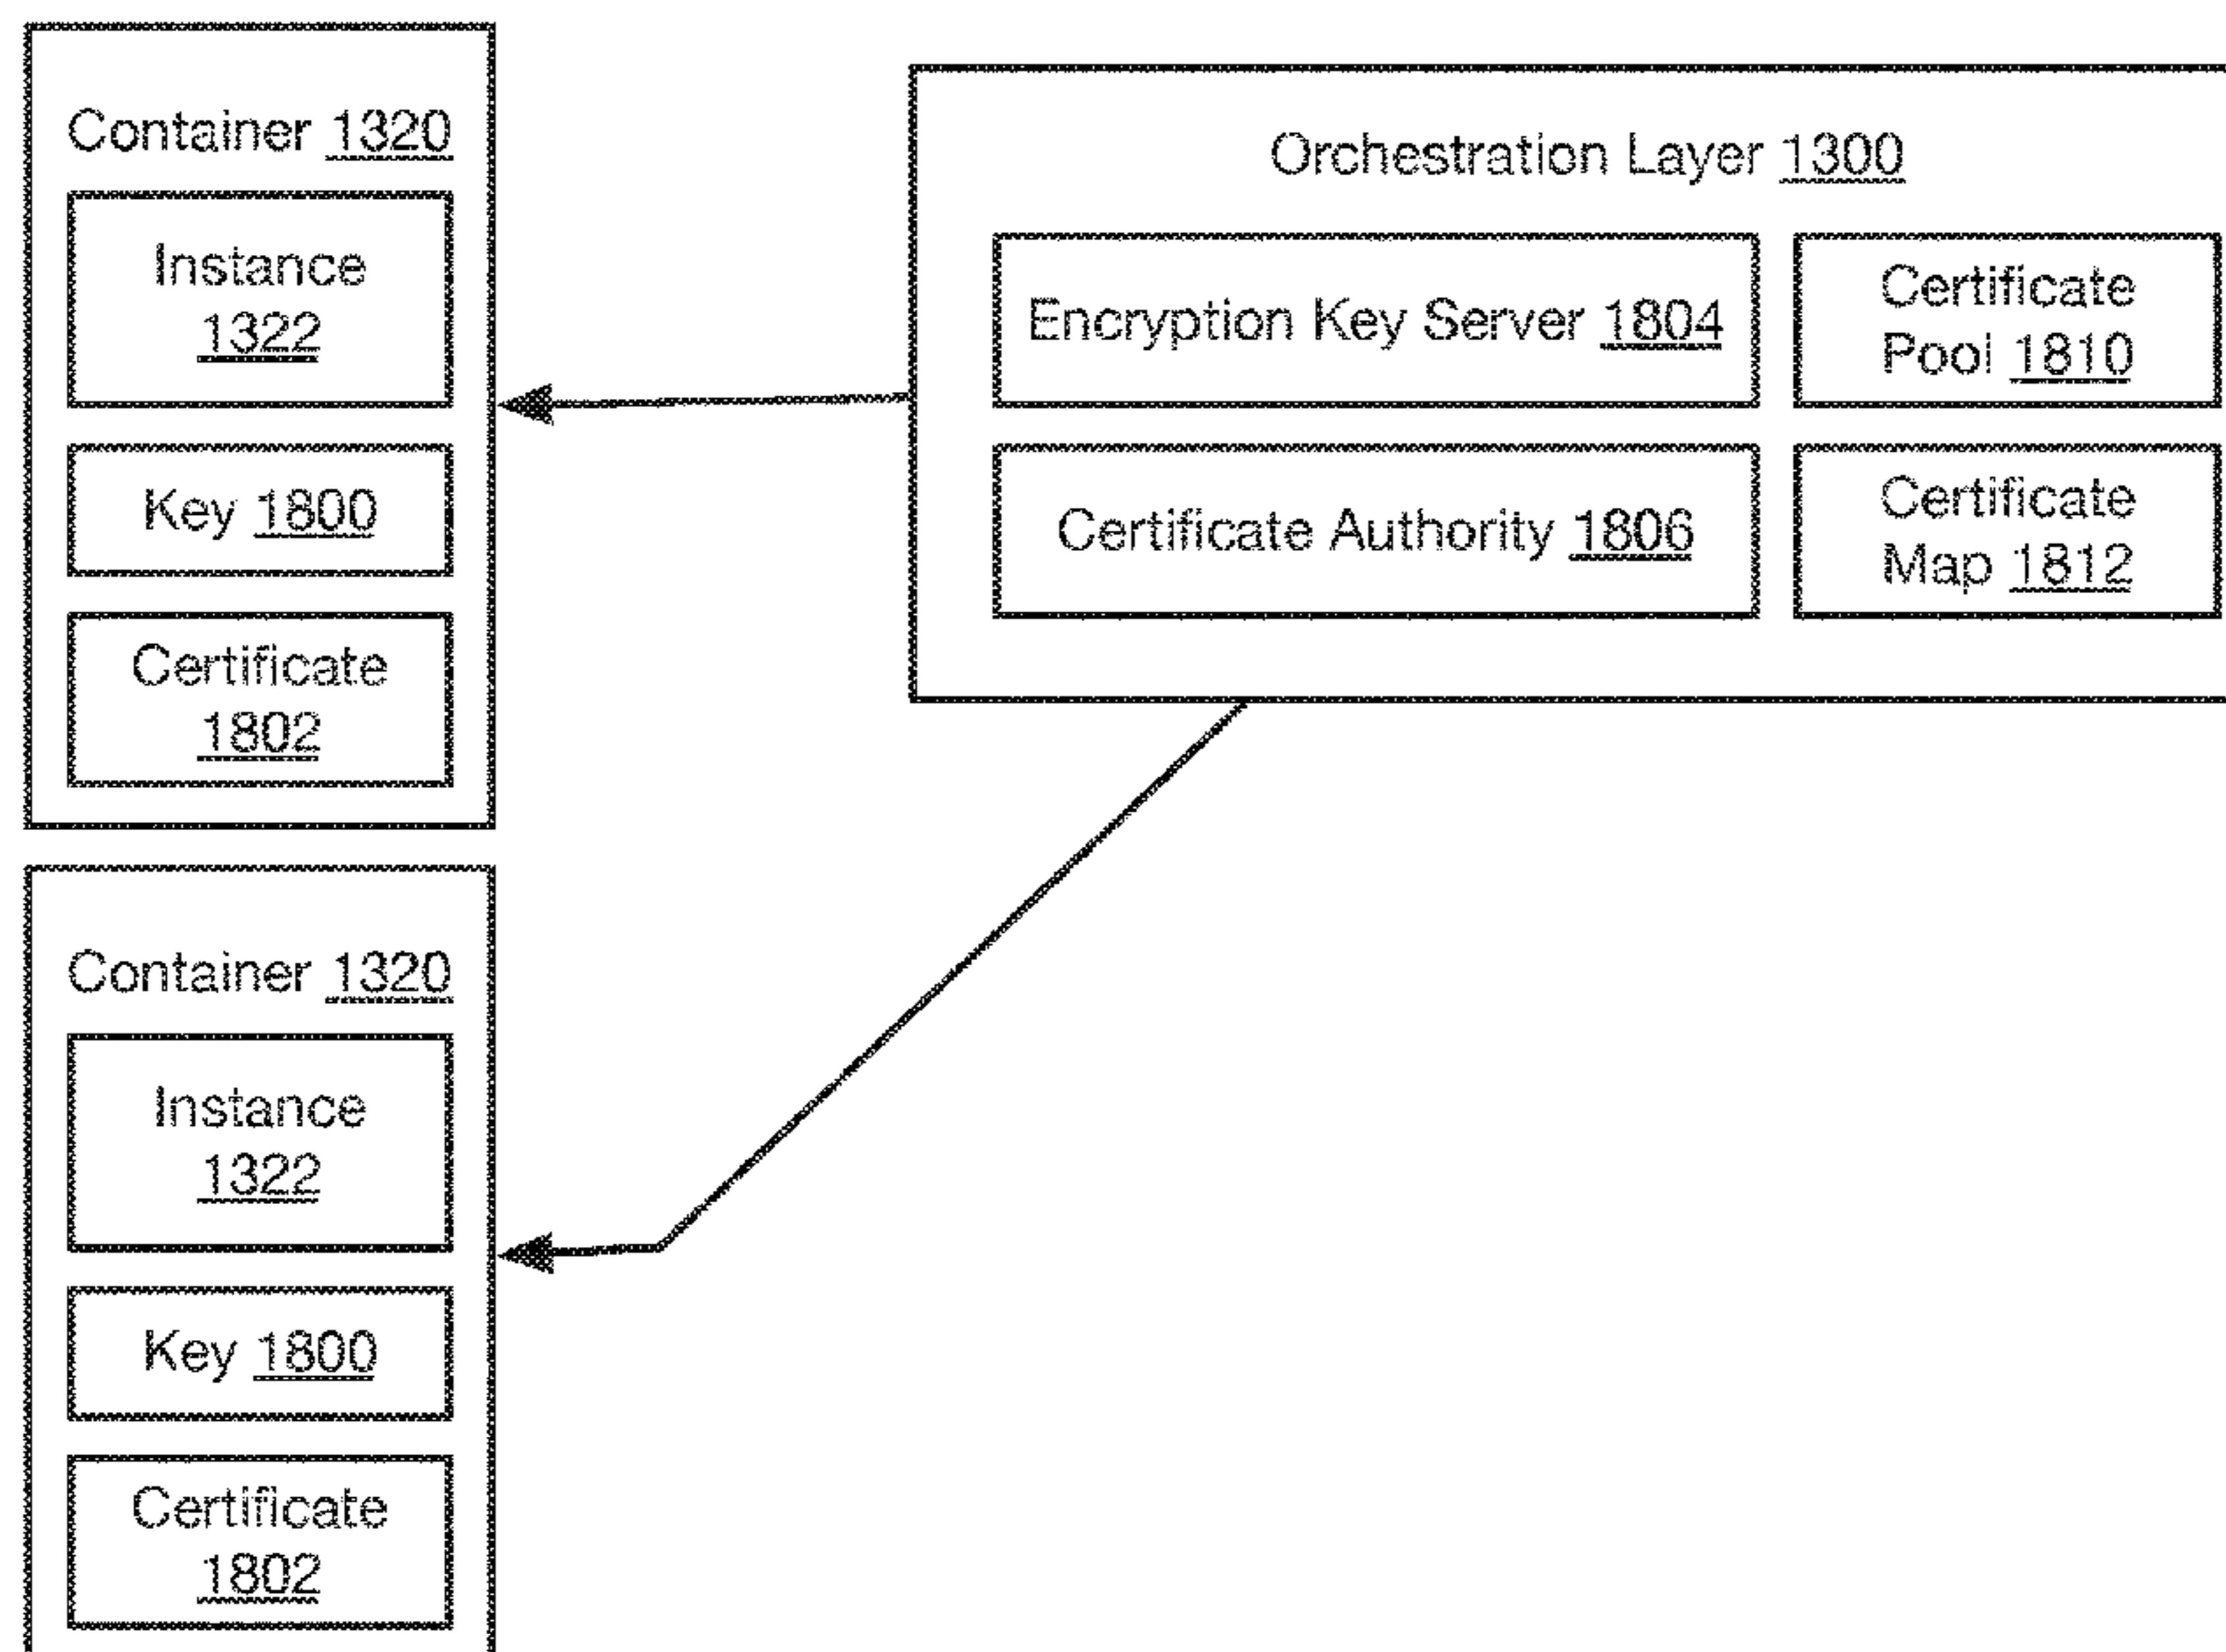 Container 1320
Instance
1322
Key 1800
Certificate
1802
Orchestration Layer 1300
Encryption Key Server 1804
Certificate
Pool 1810
Certificate Authority 1806
Certificate
Map 1812
Container 1320
Instance
1322
Key 1800
Certificate
1802